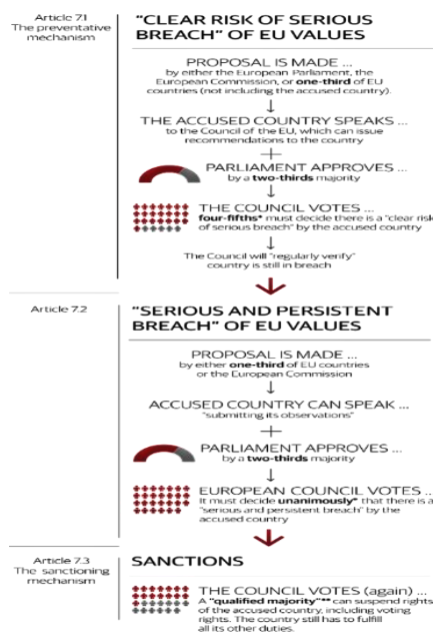 Article 7.1
The preventative
mechanism
"CLEAR RISK OF SERIOUS
BREACH" OF EU VALUES
PROPOSAL IS MADE ...
by either the European Parliament, the
European Commission, or one-third of EU
countries (not including the accused country).
THE ACCUSED COUNTRY SPEAKS ...
to the Council of the EU, which can issue
recommendations to the country
PARLIAMENT APPROVES ...
by a two-thirds majority
THE COUNCIL VOTES ...
four-fifths* must decide there is a "clear risk
of serious breach" by the accused country
The Council will "regularly verify"
country is still in breach
Article 7.2
"SERIOUS AND PERSISTENT
BREACH" OF EU VALUES
PROPOSAL IS MADE ...
by either one-third of EU countries
or the European Commission
ACCUSED COUNTRY CAN SPEAK ...
"submitting its observations"
PARLIAMENT APPROVES ...
by a two-thirds majority
EUROPEAN COUNCIL VOTES ...
It must decide unanimously* that there is a
"serious and persistent breach" by the
accused country
Article 7.3
The sanctioning
mechanism
SANCTIONS
THE COUNCIL VOTES (again) ...
A "qualified majority"** can suspend rights
of the accused country, including voting
rights. The country still has to fulfill
all its other duties.